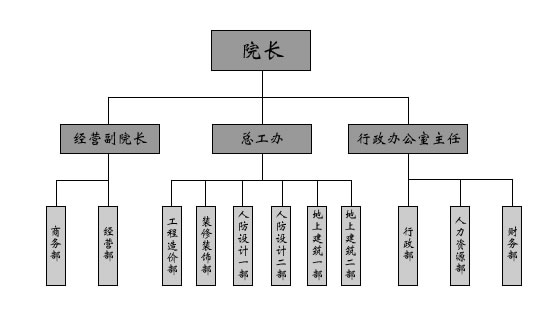 院长
经营副院长
总工办
行政办公室主任
商务部
经营部
工程造价部
装修装饰部
人防设计一部
人防设计二部
地上建筑一部
地上建筑二部
行政部
人力资源部
财务部